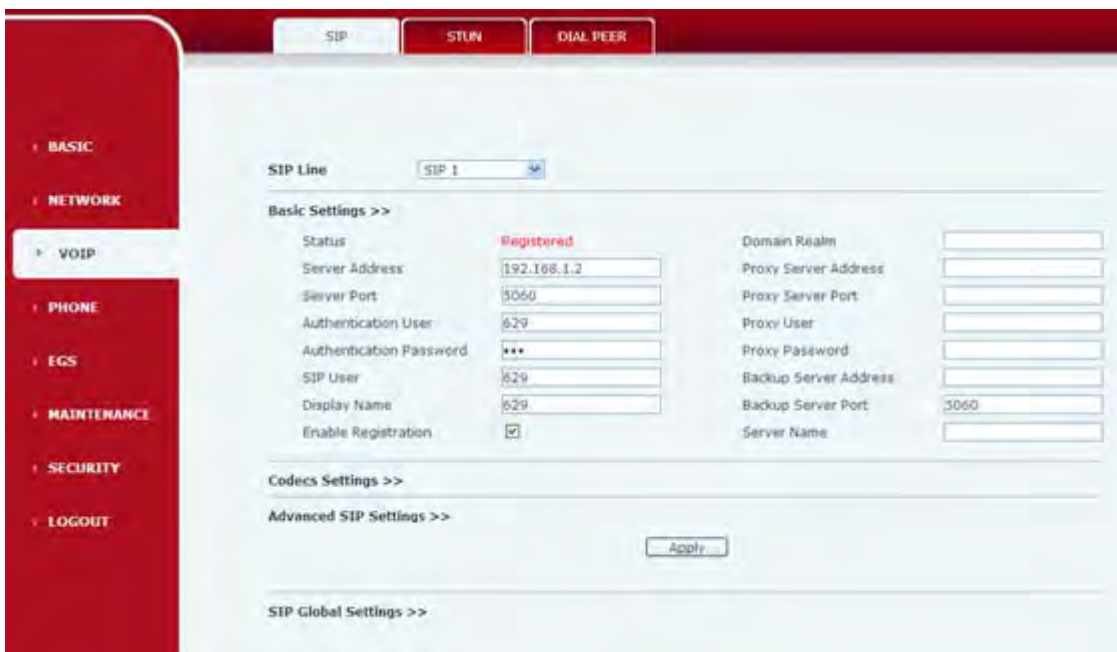 SIP STUN DIAL PEER
BASIC
NETWORK
VOIP
PHONE
EGS
MAINTENANCE
SECURITY
LOGOUT
SIP Line SIP 1
Basic Settings >>
Status Registered Domain Realm
Server Address 192.168.1.2 Proxy Server Address
Server Port 5060 Proxy Server Port
Authentication User 629 Proxy User
Authentication Password ••• Proxy Password
SIP User 629 Backup Server Address
Display Name 629 Backup Server Port 5060
Enable Registration Server Name
Codecs Settings >>
Advanced SIP Settings >>
Apply
SIP Global Settings >>